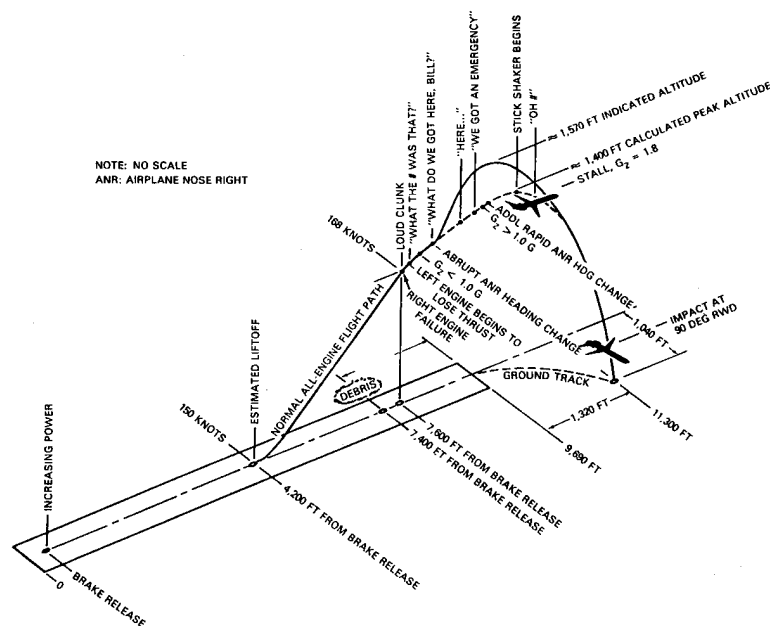 NOTE: NO SCALE
ANR: AIRPLANE NOSE RIGHT
INCREASING POWER
BRAKE RELEASE
0
150 KNOTS
ESTIMATED LIFTOFF
4,200 FT FROM BRAKE RELEASE
NORMAL ALL-ENGINE FLIGHT PATH
168 KNOTS
LOUD CLUNK
"WHAT THE # WAS THAT?"
"WHAT DO WE GOT HERE, BILL?"
"HERE..."
"WE GOT AN EMERGENCY"
STICK SHAKER BEGINS
"OH #"
≈ 1,570 FT INDICATED ALTITUDE
≈ 1,400 FT CALCULATED PEAK ALTITUDE
STALL, GZ = 1.8
ADDL RAPID ANR HDG CHANGE,
GZ > 1.0 G
ABRUPT ANR HEADING CHANGE
GZ < 1.0 G
LEFT ENGINE BEGINS TO
LOSE THRUST
RIGHT ENGINE
FAILURE
DEBRIS
7,600 FT FROM BRAKE RELEASE
7,400 FT FROM BRAKE RELEASE
GROUND TRACK
IMPACT AT
90 DEG RWD
1,040 FT
1,320 FT
11,300 FT
9,690 FT